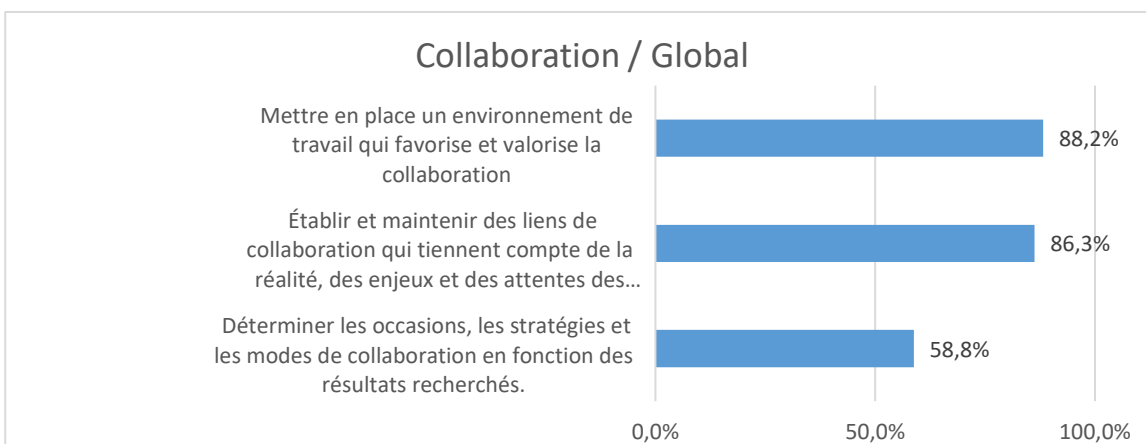 Collaboration / Global
Mettre en place un environnement de
travail qui favorise et valorise la
collaboration
88,2%
Établir et maintenir des liens de
collaboration qui tiennent compte de la
réalité, des enjeux et des attentes des...
86,3%
Déterminer les occasions, les stratégies et
les modes de collaboration en fonction des
résultats recherchés.
58,8%
0,0% 50,0% 100,0%